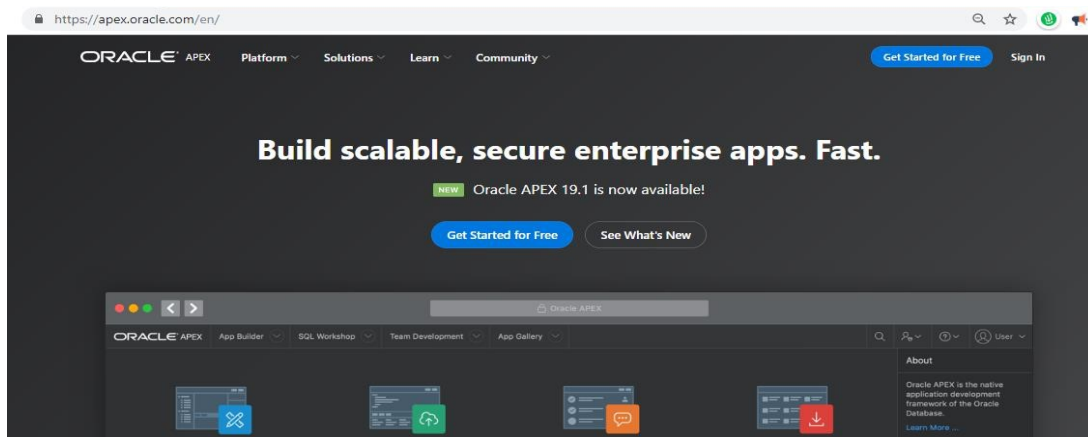 https://apex.oracle.com/en/
ORACLE APEX Platform Solutions Learn Community Get Started for Free Sign In
Build scalable, secure enterprise apps. Fast.
NEW Oracle APEX 19.1 is now available!
Get Started for Free See What's New
Oracle APEX
ORACLE APEX App Builder SQL Workshop Team Development App Gallery User
About
Oracle APEX is the native
application development
framework of the Oracle
Database.
Learn More ...